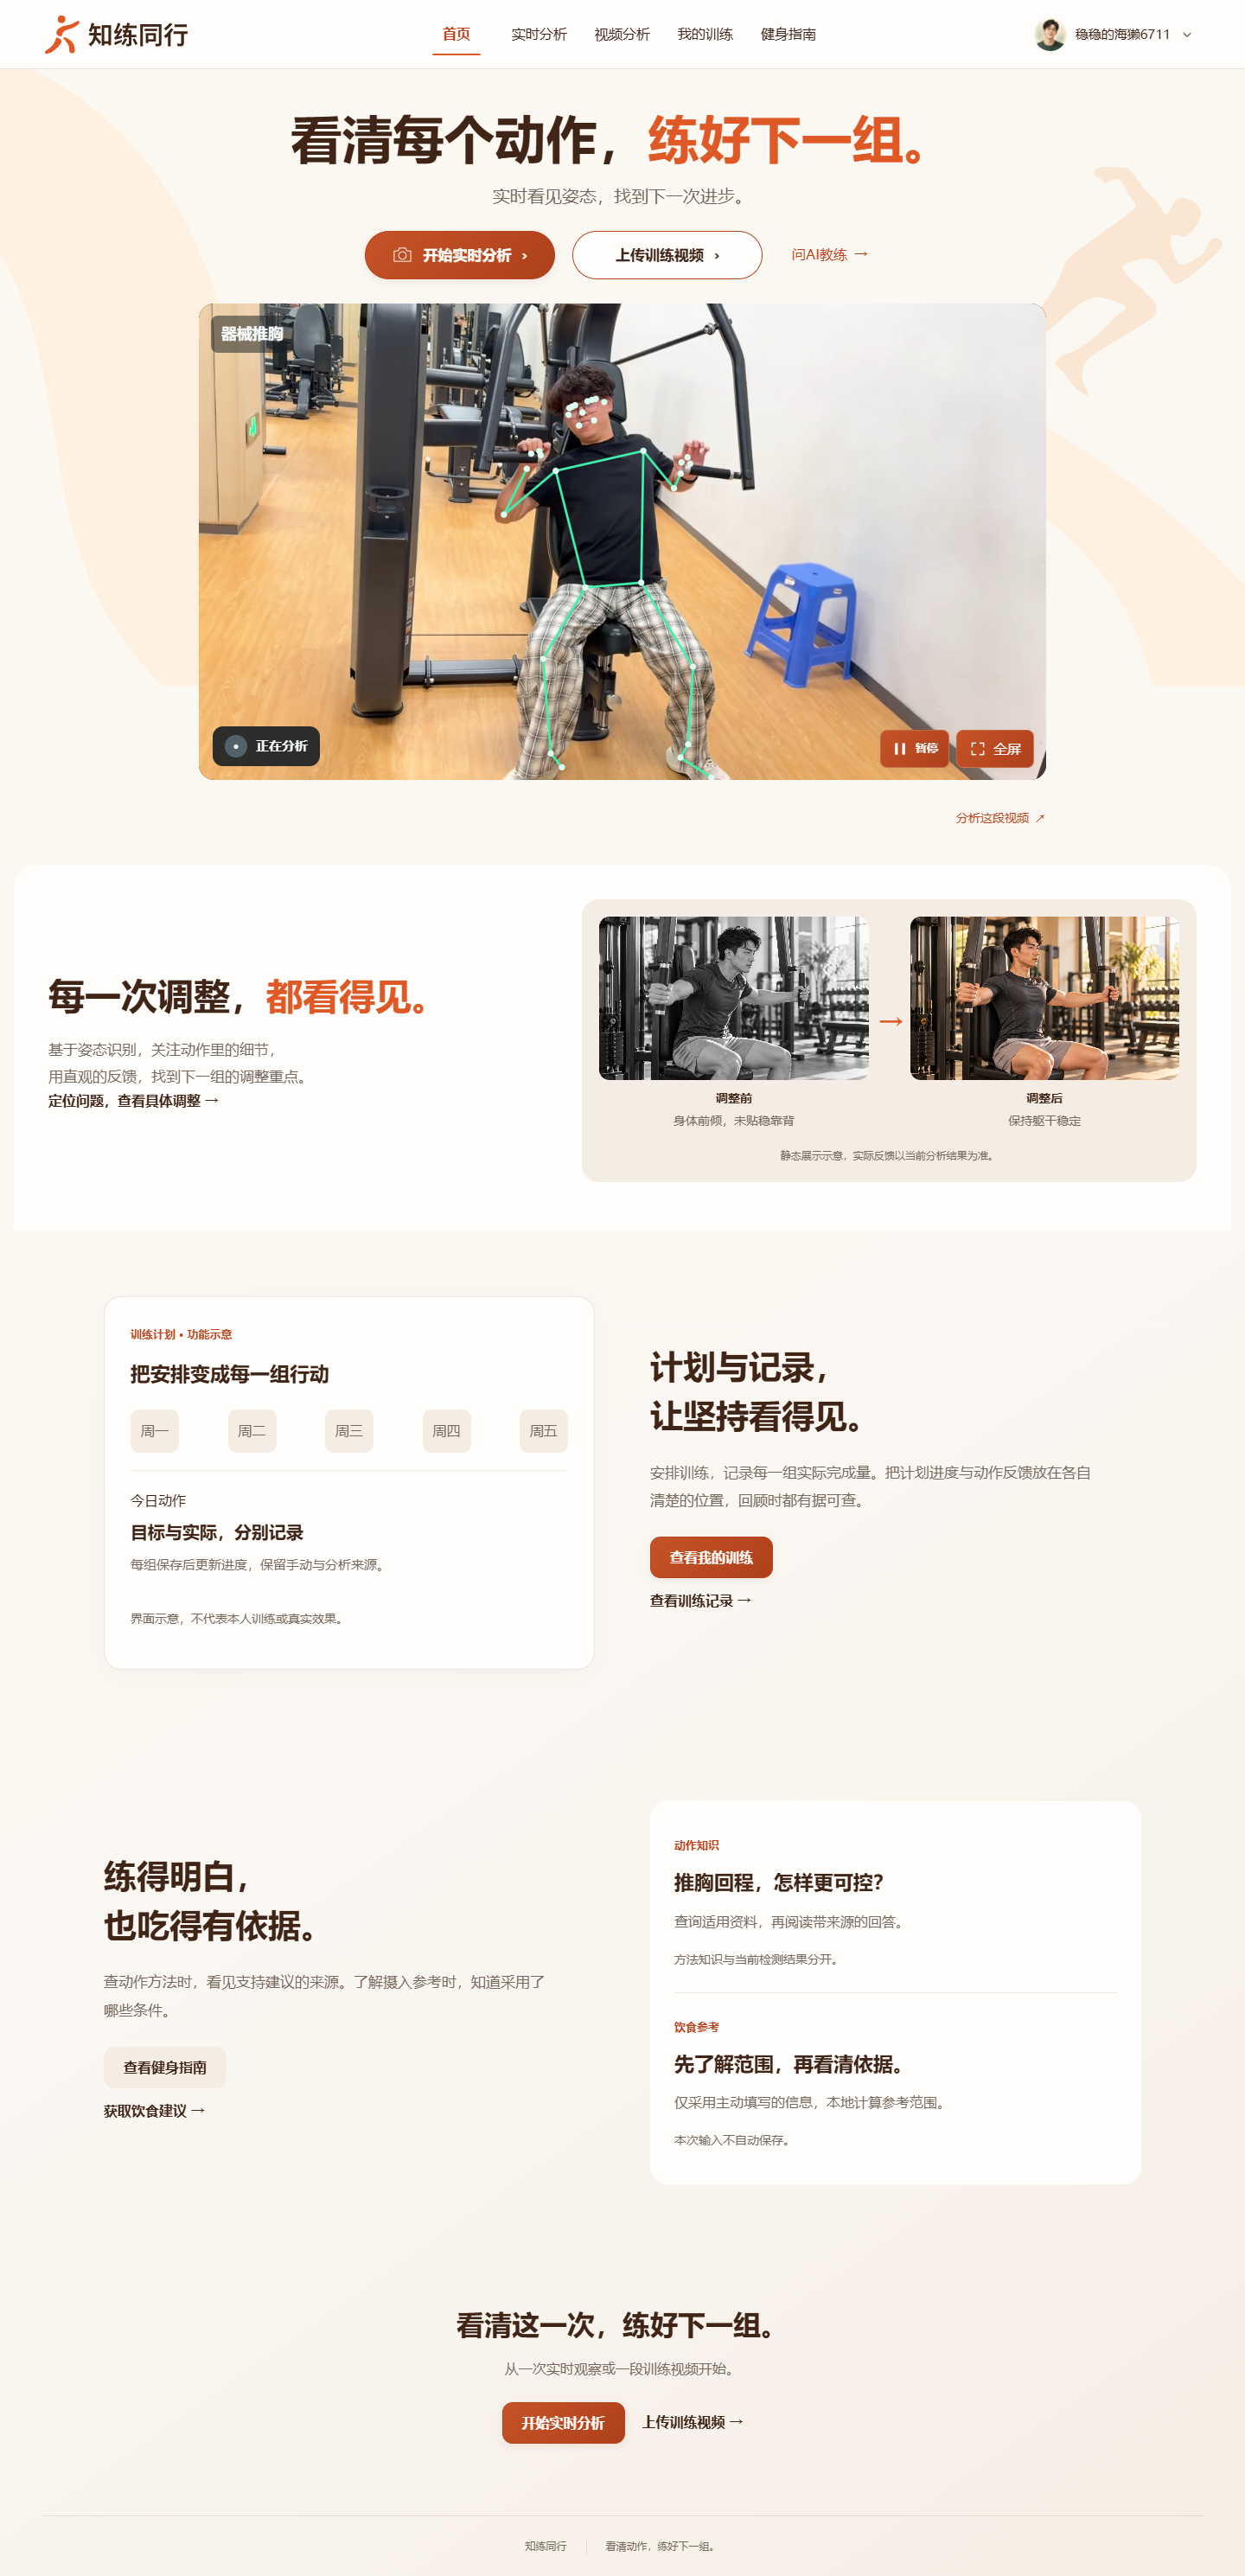 知练同行
首页
实时分析
视频分析
我的训练
健身指南
稳稳的海獭6711
看清每个动作，练好下一组。
实时看见姿态，找到下一次进步。
开始实时分析 ›
上传训练视频 ›
问AI教练 →
器械推胸
正在分析
暂停
全屏
分析这段视频 ↗
每一次调整，都看得见。
基于姿态识别，关注动作里的细节，
用直观的反馈，找到下一组的调整重点。
定位问题，查看具体调整 →
→
调整前
身体前倾，未贴稳靠背
调整后
保持躯干稳定
静态展示示意，实际反馈以当前分析结果为准。
训练计划 • 功能示意
把安排变成每一组行动
周一
周二
周三
周四
周五
今日动作
目标与实际，分别记录
每组保存后更新进度，保留手动与分析来源。
界面示意，不代表本人训练或真实效果。
计划与记录，
让坚持看得见。
安排训练，记录每一组实际完成量。把计划进度与动作反馈放在各自
清楚的位置，回顾时都有据可查。
查看我的训练
查看训练记录 →
练得明白，
也吃得有依据。
查动作方法时，看见支持建议的来源。了解摄入参考时，知道采用了
哪些条件。
查看健身指南
获取饮食建议 →
动作知识
推胸回程，怎样更可控？
查询适用资料，再阅读带来源的回答。
方法知识与当前检测结果分开。
饮食参考
先了解范围，再看清依据。
仅采用主动填写的信息，本地计算参考范围。
本次输入不自动保存。
看清这一次，练好下一组。
从一次实时观察或一段训练视频开始。
开始实时分析
上传训练视频 →
知练同行
看清动作，练好下一组。